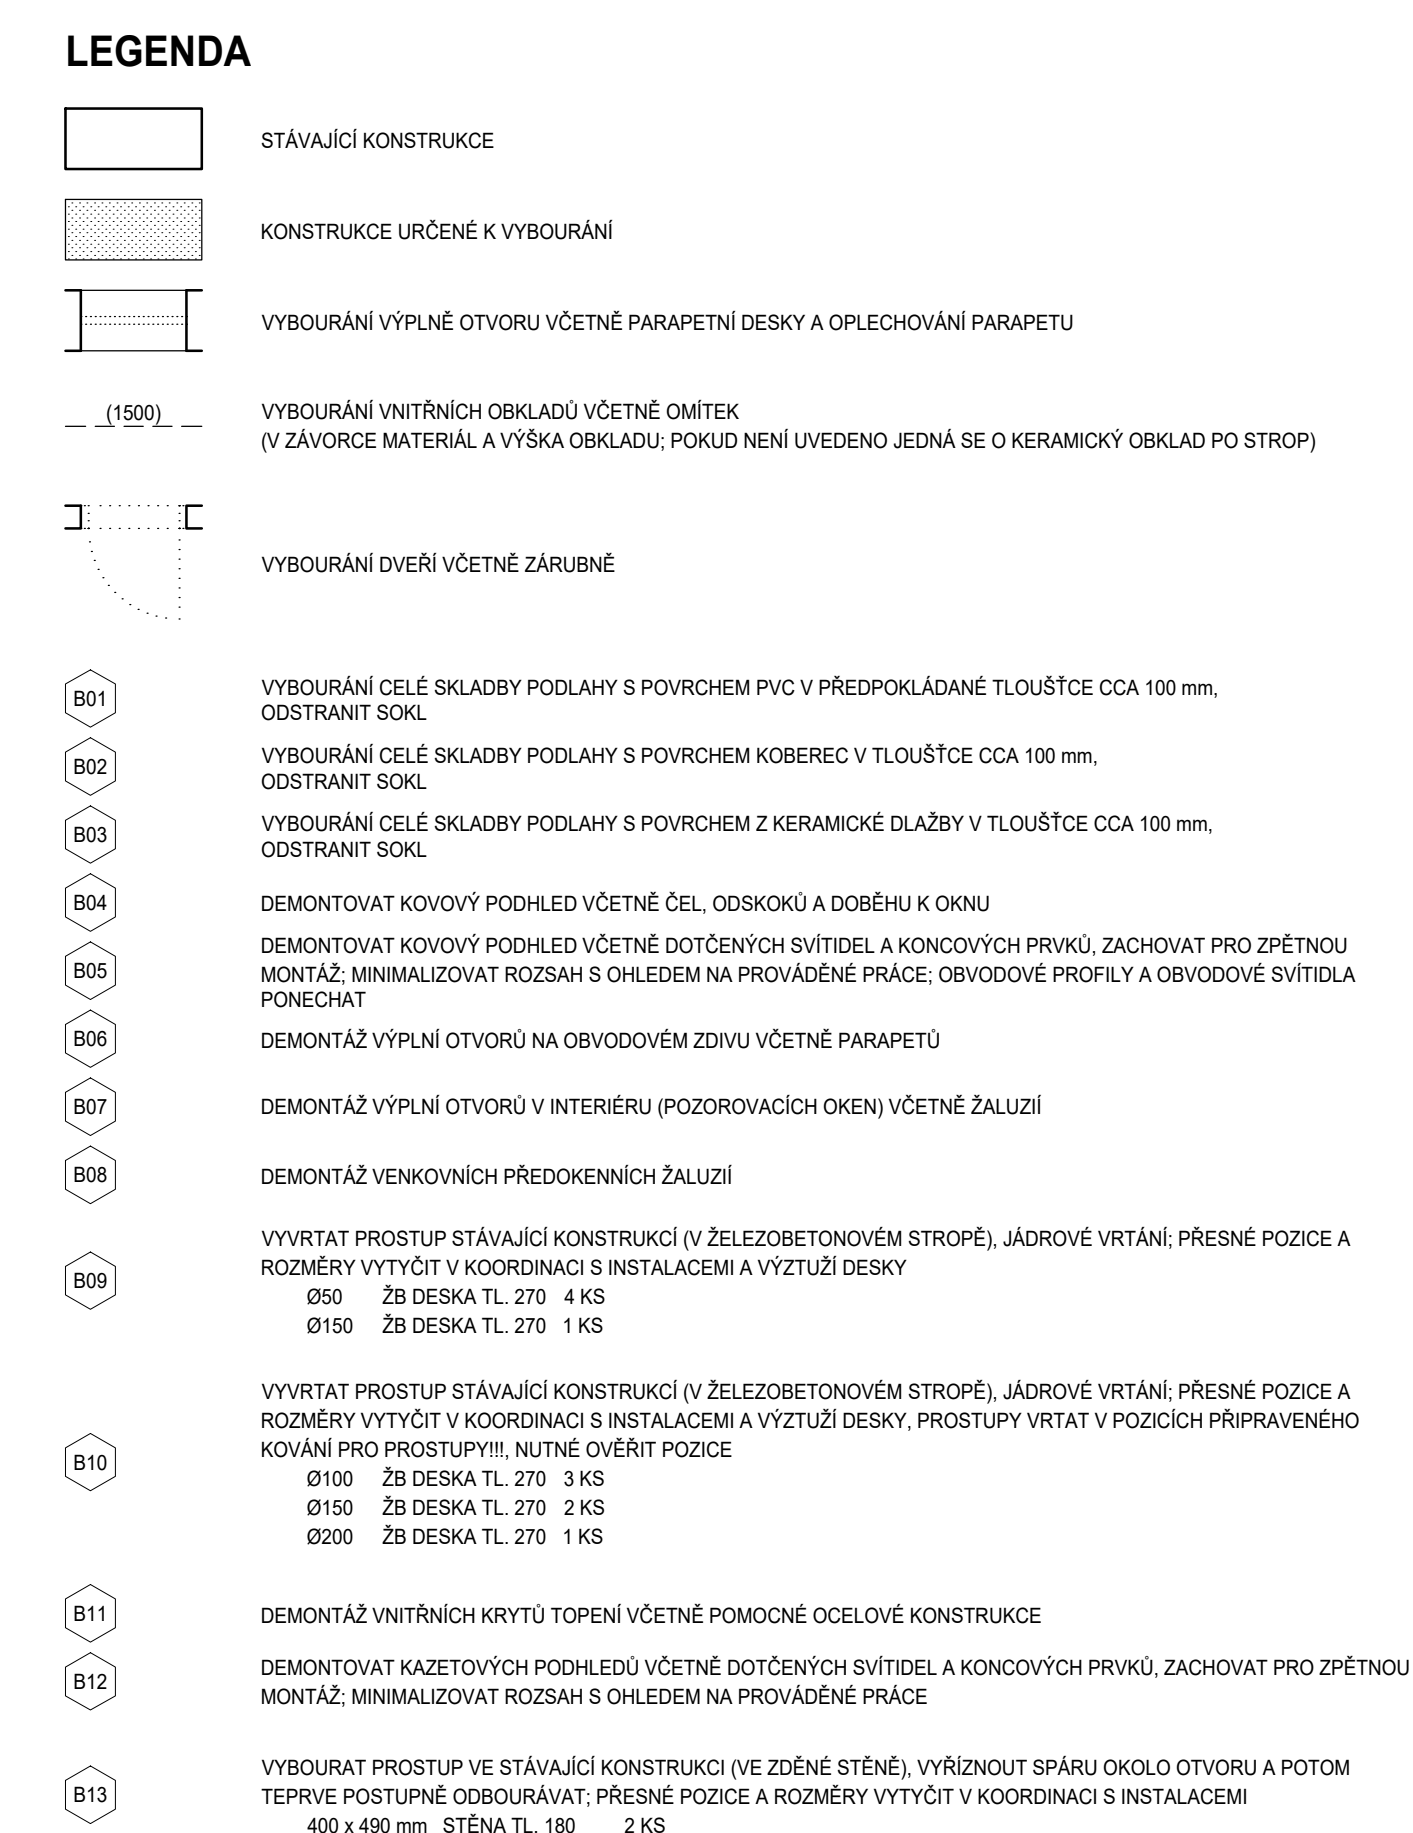 LEGENDA
STÁVAJÍCÍ KONSTRUKCE
KONSTRUKCE URČENÉ K VYBOURÁNÍ
VYBOURÁNÍ VÝPLNĚ OTVORU VČETNĚ PARAPETNÍ DESKY A OPLECHOVÁNÍ PARAPETU
(1500) VYBOURÁNÍ VNITŘNÍCH OBKLADŮ VČETNĚ OMÍTEK
(V ZÁVORCE MATERIÁL A VÝŠKA OBKLADU; POKUD NENÍ UVEDENO JEDNÁ SE O KERAMICKÝ OBKLAD PO STROP)
VYBOURÁNÍ DVEŘÍ VČETNĚ ZÁRUBNĚ
B01 VYBOURÁNÍ CELÉ SKLADBY PODLAHY S POVRCHEM PVC V PŘEDPOKLÁDANÉ TLOUŠŤCE CCA 100 mm,
ODSTRANIT SOKL
B02 VYBOURÁNÍ CELÉ SKLADBY PODLAHY S POVRCHEM KOBEREC V TLOUŠŤCE CCA 100 mm,
ODSTRANIT SOKL
B03 VYBOURÁNÍ CELÉ SKLADBY PODLAHY S POVRCHEM Z KERAMICKÉ DLAŽBY V TLOUŠŤCE CCA 100 mm,
ODSTRANIT SOKL
B04 DEMONTOVAT KOVOVÝ PODHLED VČETNĚ ČEL, ODSKOKŮ A DOBĚHU K OKNU
B05 DEMONTOVAT KOVOVÝ PODHLED VČETNĚ DOTČENÝCH SVÍTIDEL A KONCOVÝCH PRVKŮ, ZACHOVAT PRO ZPĚTNOU
MONTÁŽ; MINIMALIZOVAT ROZSAH S OHLEDEM NA PROVÁDĚNÉ PRÁCE; OBVODOVÉ PROFILY A OBVODOVÉ SVÍTIDLA
PONECHAT
B06 DEMONTÁŽ VÝPLNÍ OTVORŮ NA OBVODOVÉM ZDIVU VČETNĚ PARAPETŮ
B07 DEMONTÁŽ VÝPLNÍ OTVORŮ V INTERIÉRU (POZOROVACÍCH OKEN) VČETNĚ ŽALUZIÍ
B08 DEMONTÁŽ VENKOVNÍCH PŘEDOKENNÍCH ŽALUZIÍ
B09 VYVRTAT PROSTUP STÁVAJÍCÍ KONSTRUKCÍ (V ŽELEZOBETONOVÉM STROPĚ), JÁDROVÉ VRTÁNÍ; PŘESNÉ POZICE A
ROZMĚRY VYTYČIT V KOORDINACI S INSTALACEMI A VÝZTUŽÍ DESKY
Ø50 ŽB DESKA TL. 270 4 KS
Ø150 ŽB DESKA TL. 270 1 KS
B10 VYVRTAT PROSTUP STÁVAJÍCÍ KONSTRUKCÍ (V ŽELEZOBETONOVÉM STROPĚ), JÁDROVÉ VRTÁNÍ; PŘESNÉ POZICE A
ROZMĚRY VYTYČIT V KOORDINACI S INSTALACEMI A VÝZTUŽÍ DESKY, PROSTUPY VRTAT V POZICÍCH PŘIPRAVENÉHO
KOVÁNÍ PRO PROSTUPY!!!, NUTNÉ OVĚŘIT POZICE
Ø100 ŽB DESKA TL. 270 3 KS
Ø150 ŽB DESKA TL. 270 2 KS
Ø200 ŽB DESKA TL. 270 1 KS
B11 DEMONTÁŽ VNITŘNÍCH KRYTŮ TOPENÍ VČETNĚ POMOCNÉ OCELOVÉ KONSTRUKCE
B12 DEMONTOVAT KAZETOVÝCH PODHLEDŮ VČETNĚ DOTČENÝCH SVÍTIDEL A KONCOVÝCH PRVKŮ, ZACHOVAT PRO ZPĚTNOU
MONTÁŽ; MINIMALIZOVAT ROZSAH S OHLEDEM NA PROVÁDĚNÉ PRÁCE
B13 VYBOURAT PROSTUP VE STÁVAJÍCÍ KONSTRUKCI (VE ZDĚNÉ STĚNĚ), VYŘÍZNOUT SPÁRU OKOLO OTVORU A POTOM
TEPRVE POSTUPNĚ ODBOURÁVAT; PŘESNÉ POZICE A ROZMĚRY VYTYČIT V KOORDINACI S INSTALACEMI
400 x 490 mm STĚNA TL. 180 2 KS